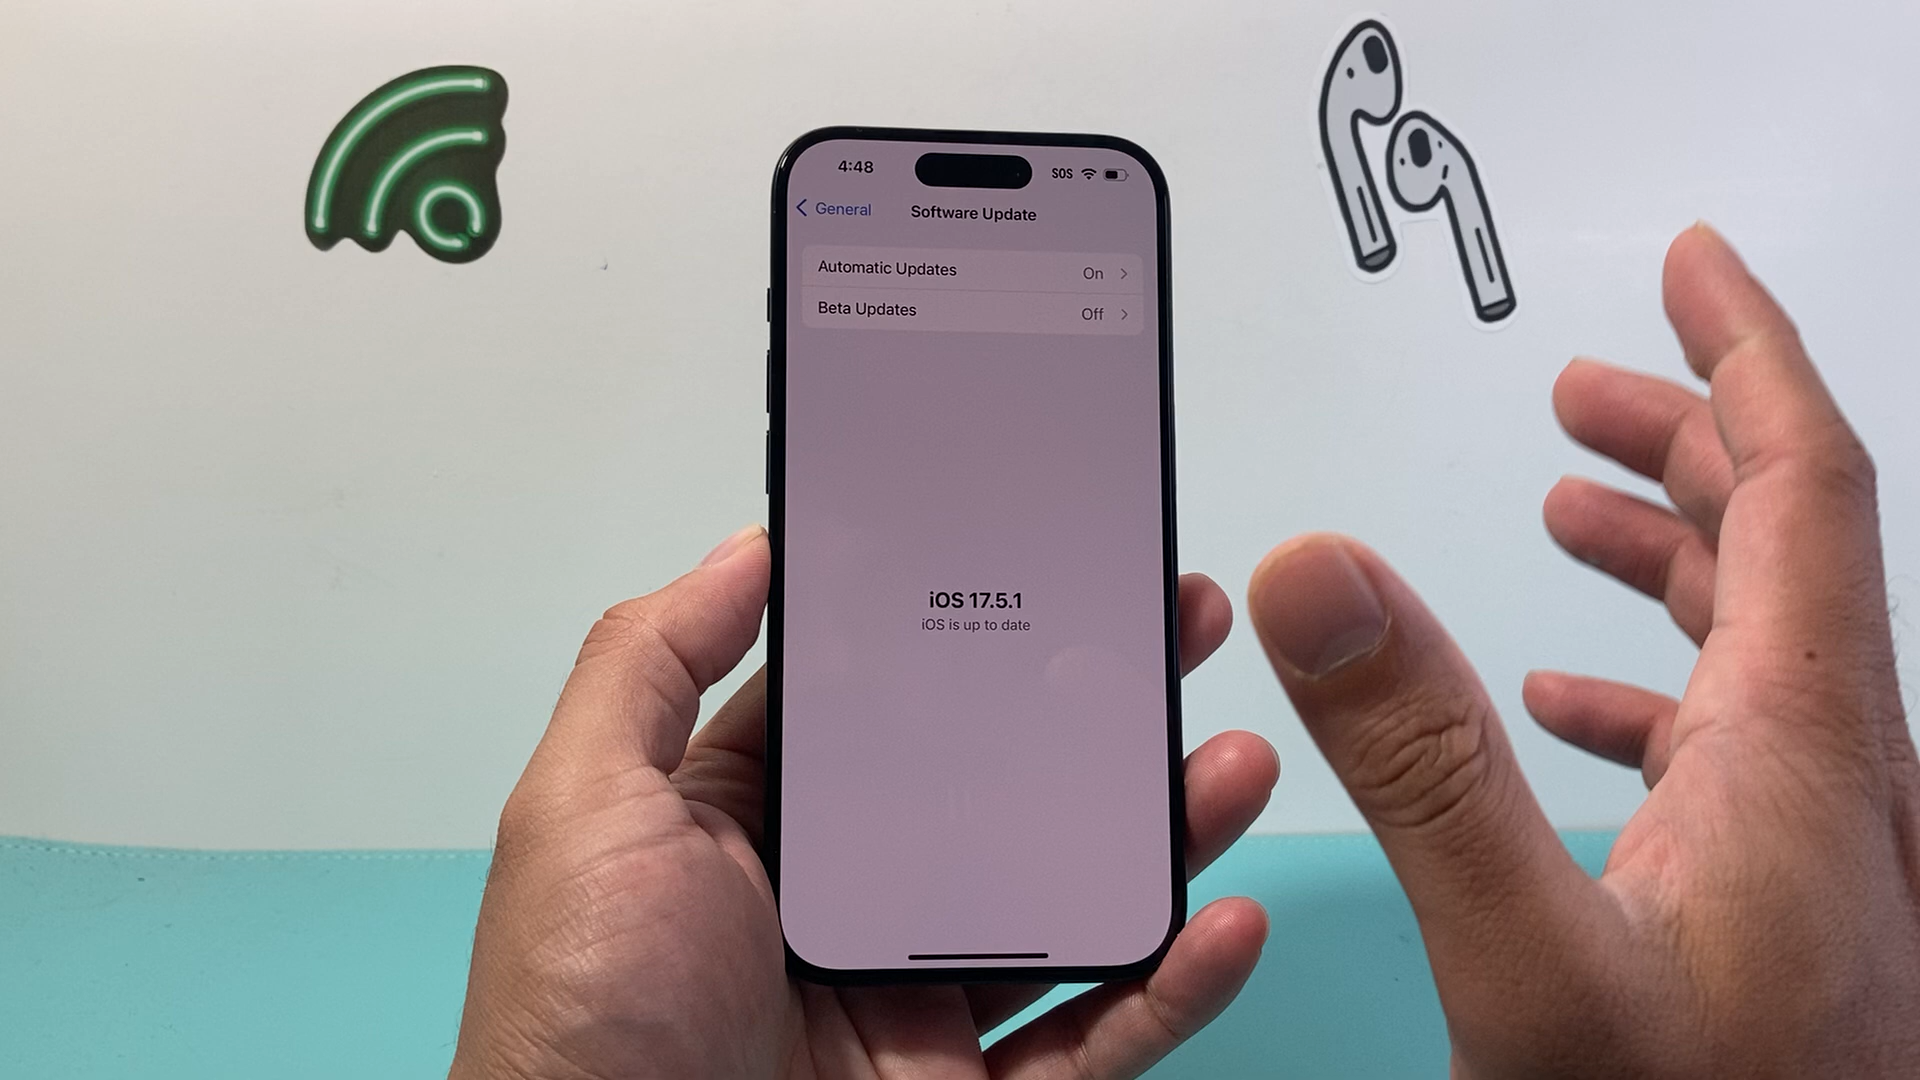 4:48
SOS
General
Software Update
Automatic Updates
On
Beta Updates
Off
iOS 17.5.1
iOS is up to date